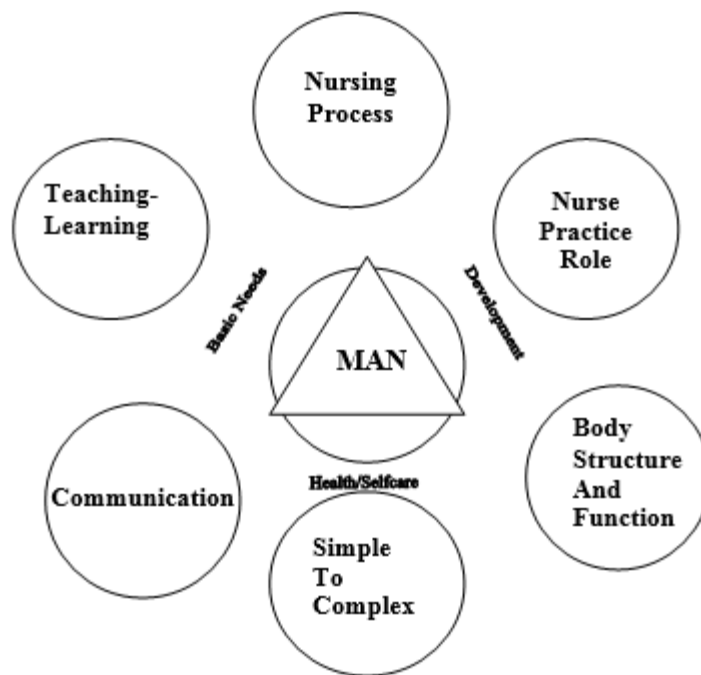 Nursing
Process
Teaching-
Learning
Nurse
Practice
Role
Basic Needs
Development
MAN
Body
Structure
And
Function
Communication
Health/Selfcare
Simple
To
Complex